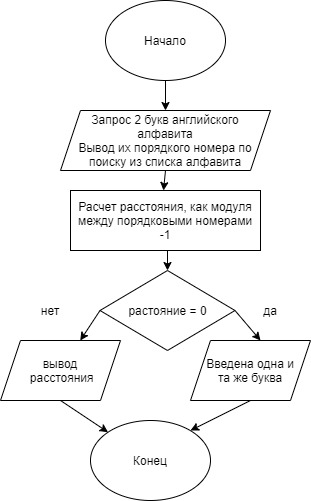 Начало
Запрос 2 букв английского
алфавита
Вывод их порядкого номера по
поиску из списка алфавита
Расчет расстояния, как модуля
между порядковыми номерами
-1
нет
растояние = 0
да
вывод
расстояния
Введена одна и
та же буква
Конец